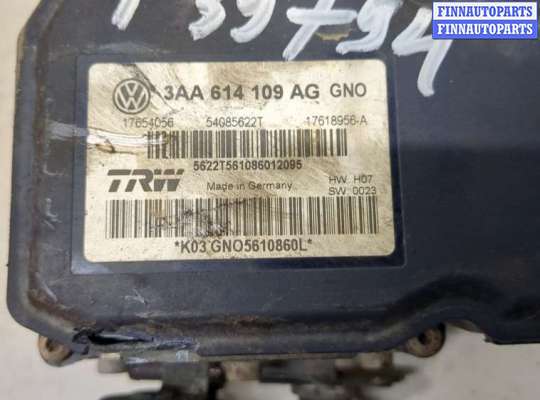 FINNAUTOPARTS
FINNAUTOPARTS
3AA 614 109 AG GNO
17654056 54085622T 17618956-A
5622T561086012095
TRW Made in Germany HW H07
SW 0023
*K03 GNO5610860L*